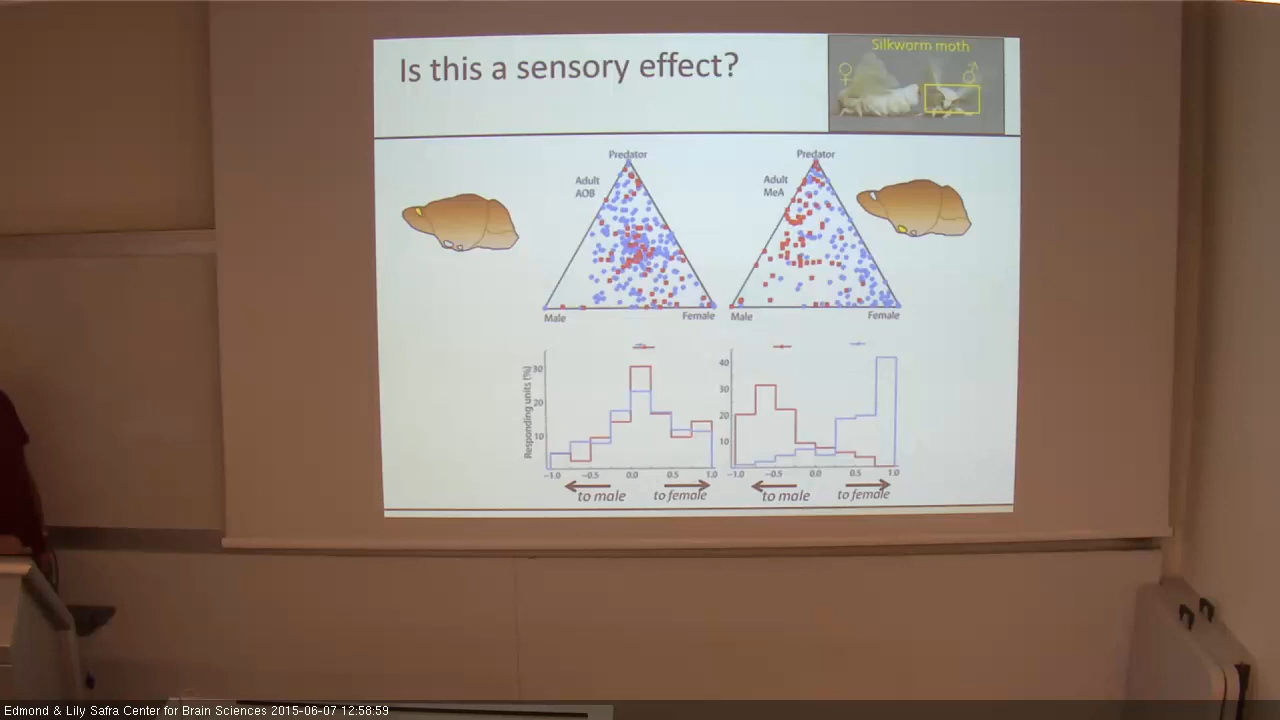 Is this a sensory effect?
Silkworm moth
♀ ♂
Predator Predator
Adult
AOB
Adult
MeA
Male Female Male Female
Responding units (%)
30
20
10
40
30
20
10
−1.0 −0.5 0.0 0.5 1.0
−1.0 −0.5 0.0 0.5 1.0
to male to female to male to female
Edmond & Lily Safra Center for Brain Sciences 2015-06-07 12:58:59